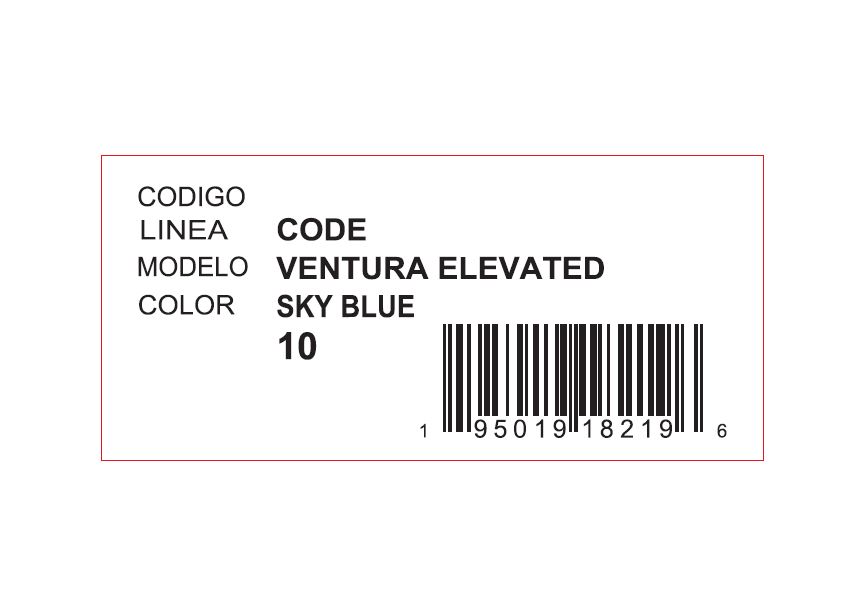 CODIGO
LINEA CODE
MODELO VENTURA ELEVATED
COLOR SKY BLUE
10
1 95019 18219 6